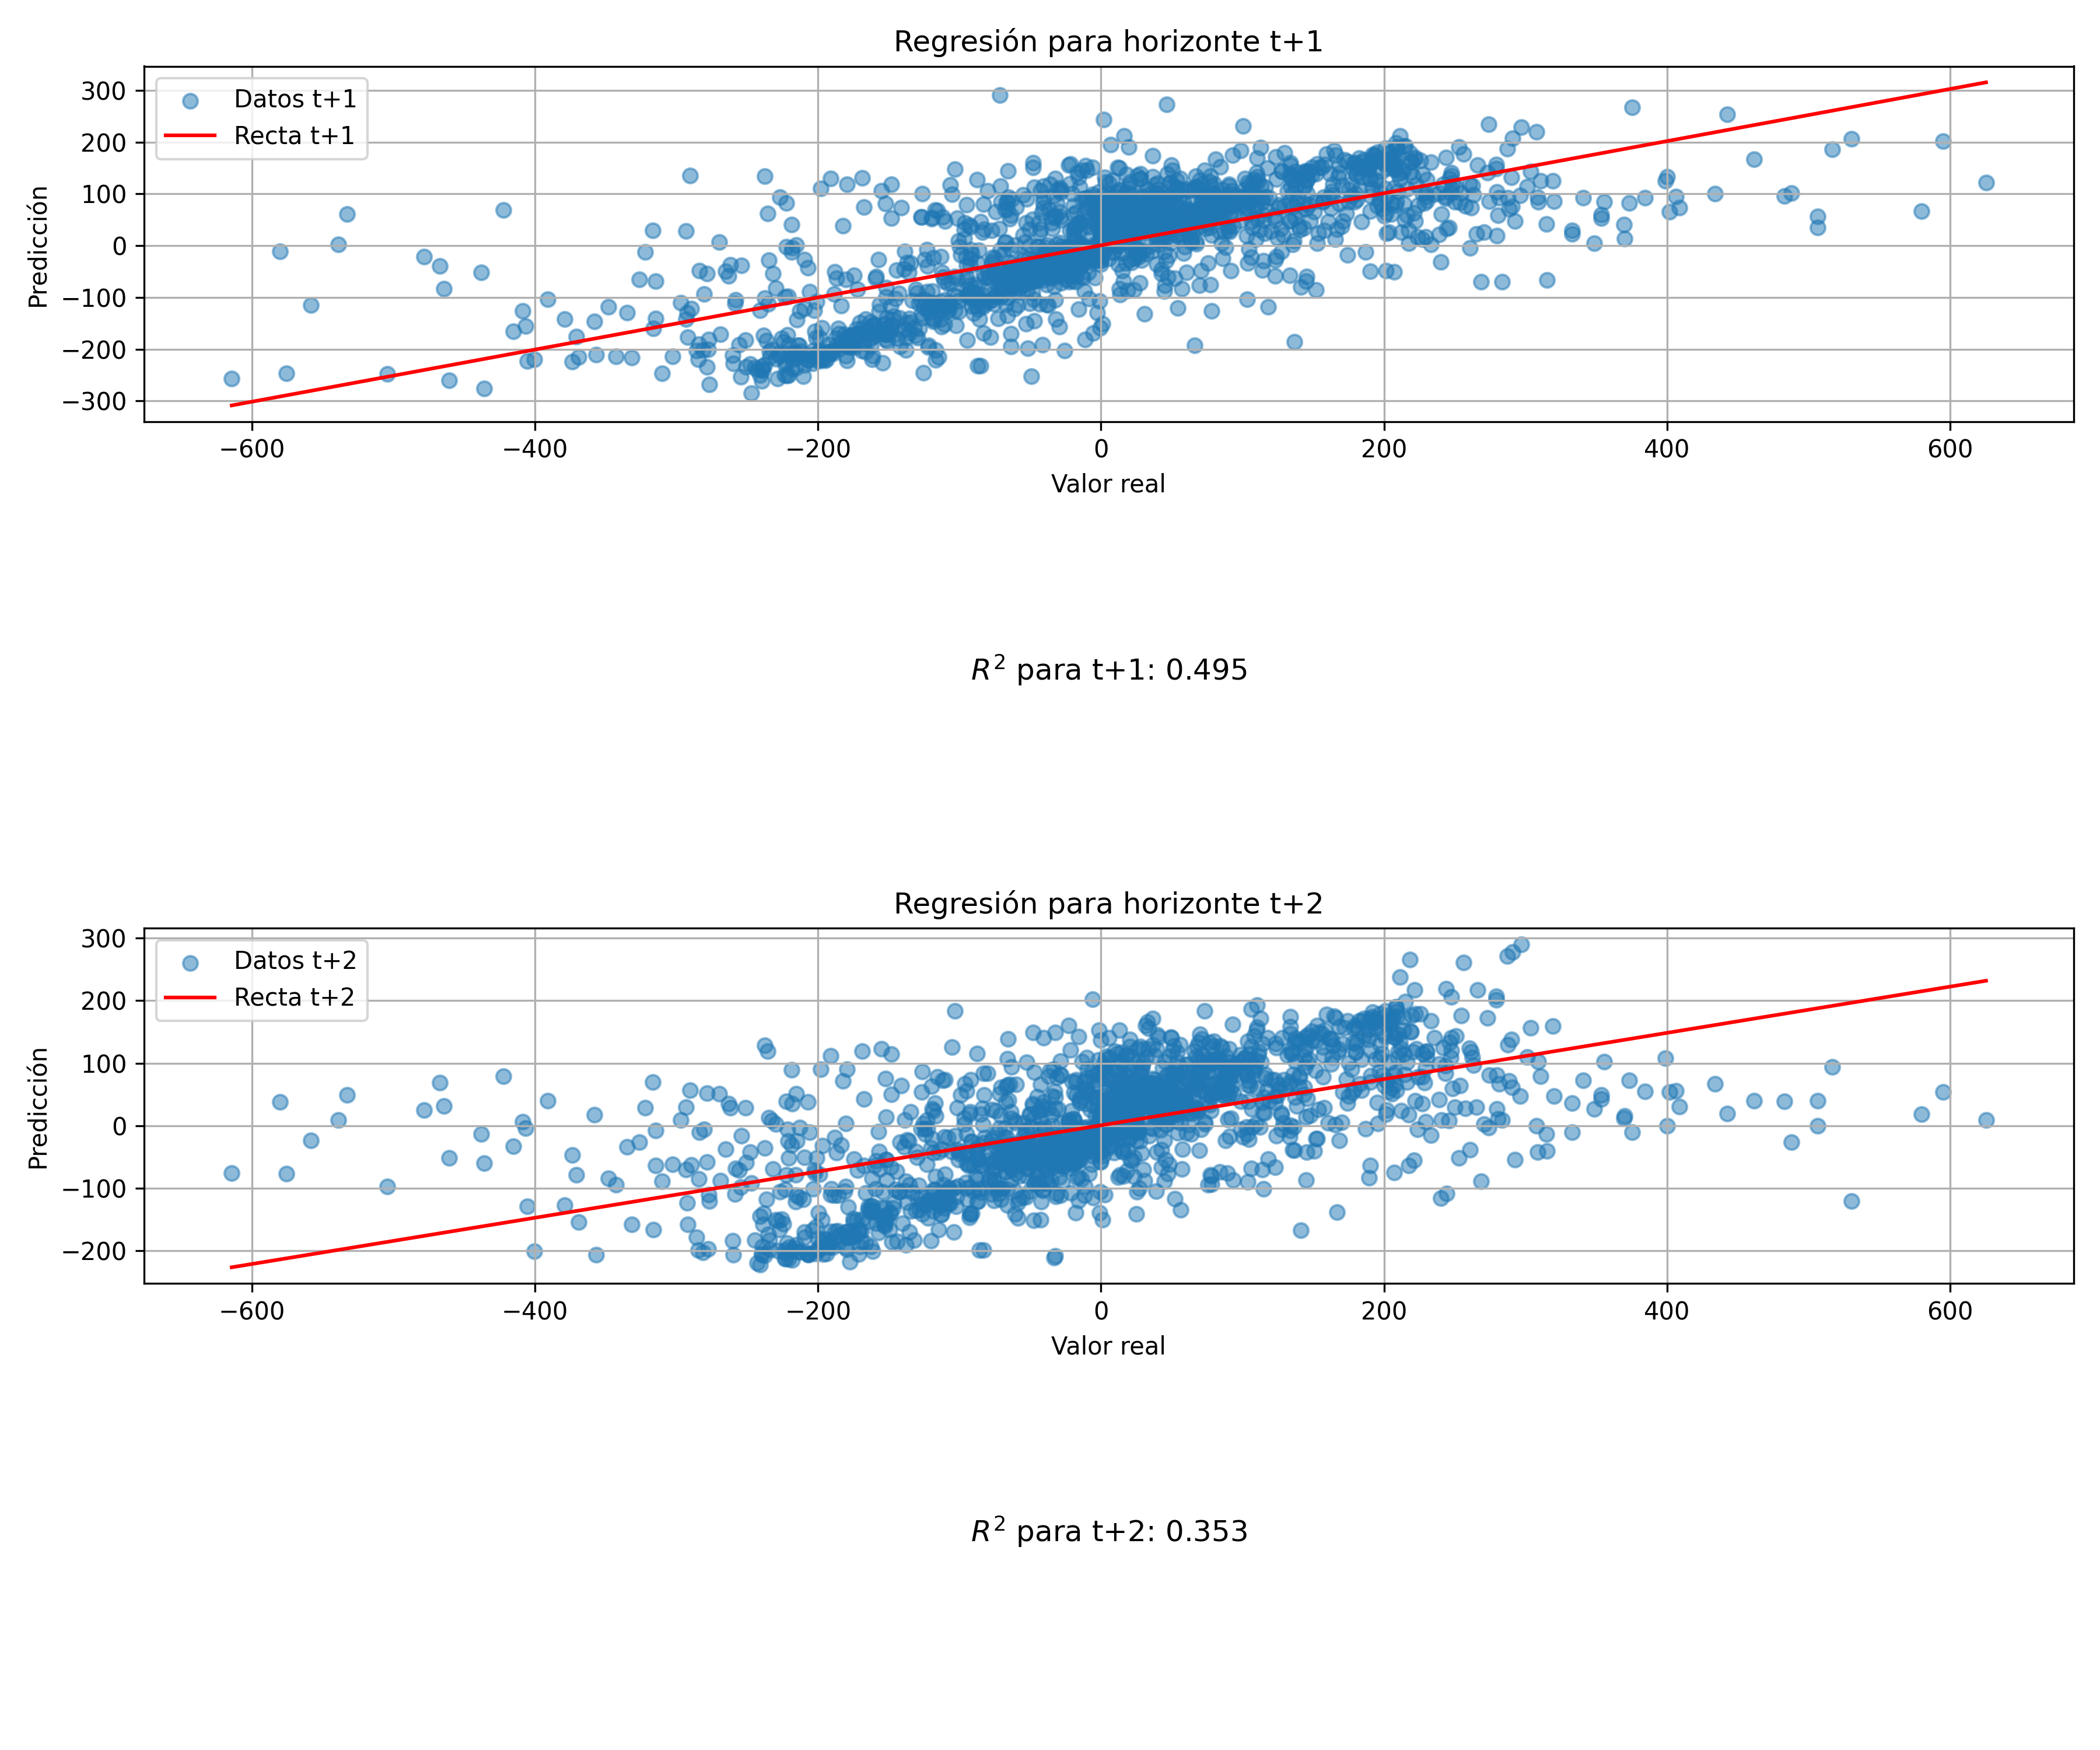 Regresión para horizonte t+1
Datos t+1
Recta t+1
Predicción
300
200
100
0
−100
−200
−300
−600
−400
−200
0
200
400
600
Valor real
R² para t+1: 0.495
Regresión para horizonte t+2
Datos t+2
Recta t+2
Predicción
300
200
100
0
−100
−200
−600
−400
−200
0
200
400
600
Valor real
R² para t+2: 0.353